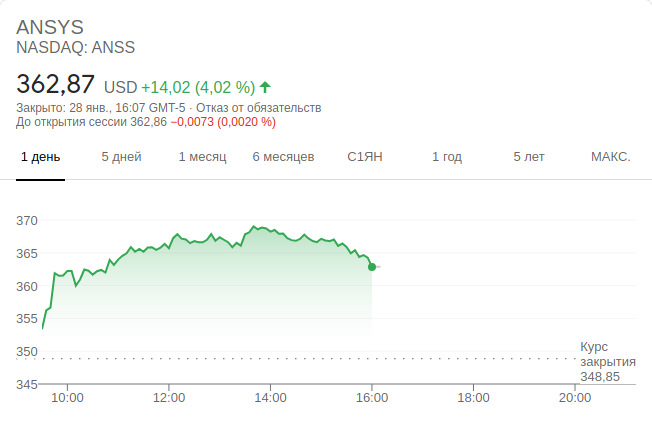 ANSYS
NASDAQ: ANSS
362,87 USD +14,02 (4,02 %)
Закрыто: 28 янв., 16:07 GMT-5 · Отказ от обязательств
До открытия сессии 362,86 −0,0073 (0,0020 %)
1 день 5 дней 1 месяц 6 месяцев С1ЯН 1 год 5 лет МАКС.
370
365
360
355
350
345
Курс
закрытия
348,85
10:00 12:00 14:00 16:00 18:00 20:00